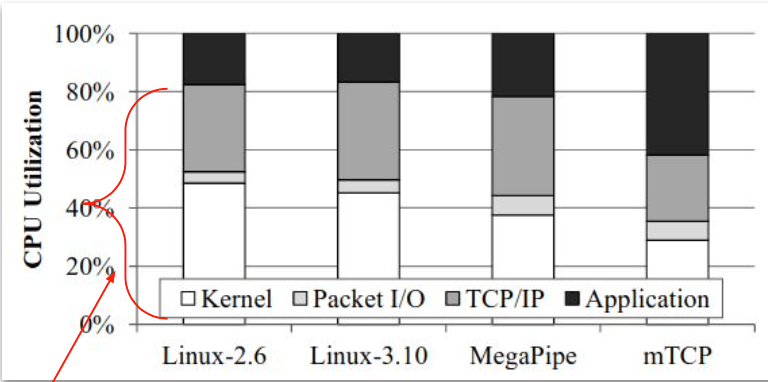 100%
80%
60%
40%
20%
0%
CPU Utilization
Kernel Packet I/O TCP/IP Application
Linux-2.6 Linux-3.10 MegaPipe mTCP